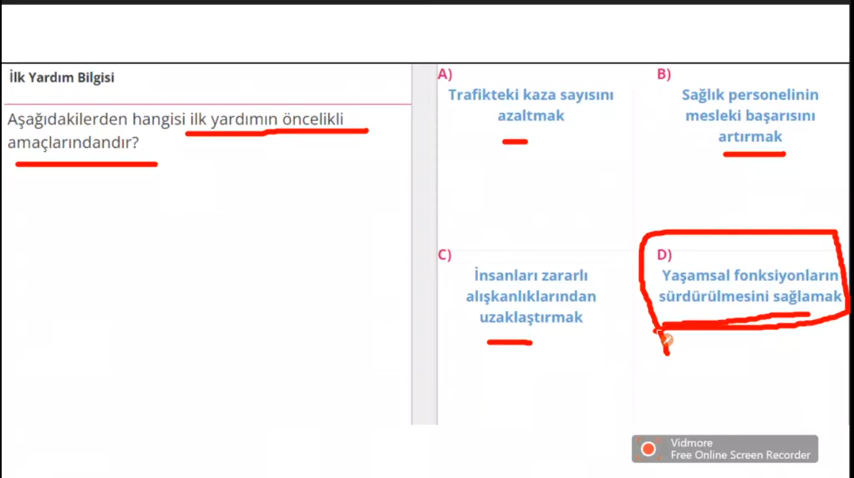 İlk Yardım Bilgisi
Aşağıdakilerden hangisi ilk yardımın öncelikli
amaçlarındandır?
A)
Trafikteki kaza sayısını
azaltmak
B)
Sağlık personelinin
mesleki başarısını
artırmak
C)
İnsanları zararlı
alışkanlıklarından
uzaklaştırmak
D)
Yaşamsal fonksiyonların
sürdürülmesini sağlamak
Vidmore
Free Online Screen Recorder